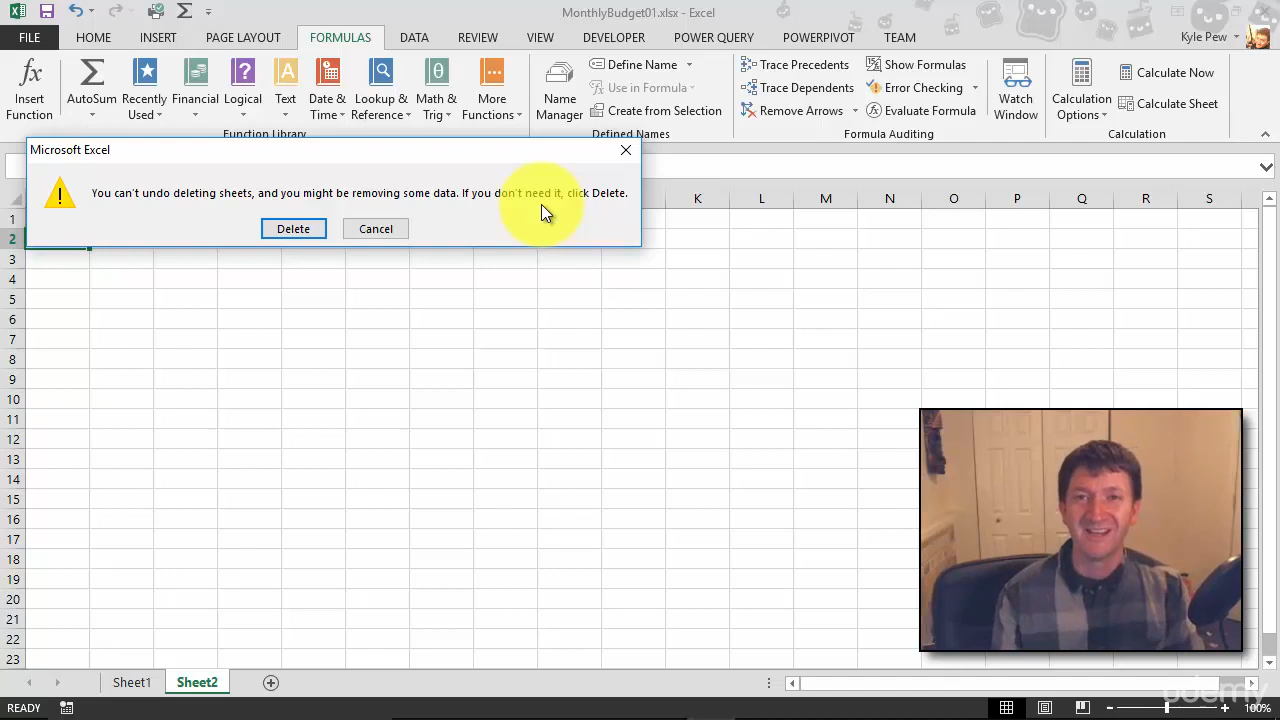 MonthlyBudget01.xlsx - Excel
FILE HOME INSERT PAGE LAYOUT FORMULAS DATA REVIEW VIEW DEVELOPER POWER QUERY POWERPIVOT TEAM Kyle Pew
Insert Function
AutoSum
Recently Used
Financial
Logical
Text
Date & Time
Lookup & Reference
Math & Trig
More Functions
Function Library
Name Manager
Define Name
Use in Formula
Create from Selection
Defined Names
Trace Precedents
Trace Dependents
Remove Arrows
Show Formulas
Error Checking
Evaluate Formula
Formula Auditing
Watch Window
Calculation Options
Calculate Now
Calculate Sheet
Calculation
Microsoft Excel
You can't undo deleting sheets, and you might be removing some data. If you don't need it, click Delete.
Delete Cancel
K L M N O P Q R S
1
2
3
4
5
6
7
8
9
10
11
12
13
14
15
16
17
18
19
20
21
22
23
Sheet1 Sheet2
udemy
READY 100%